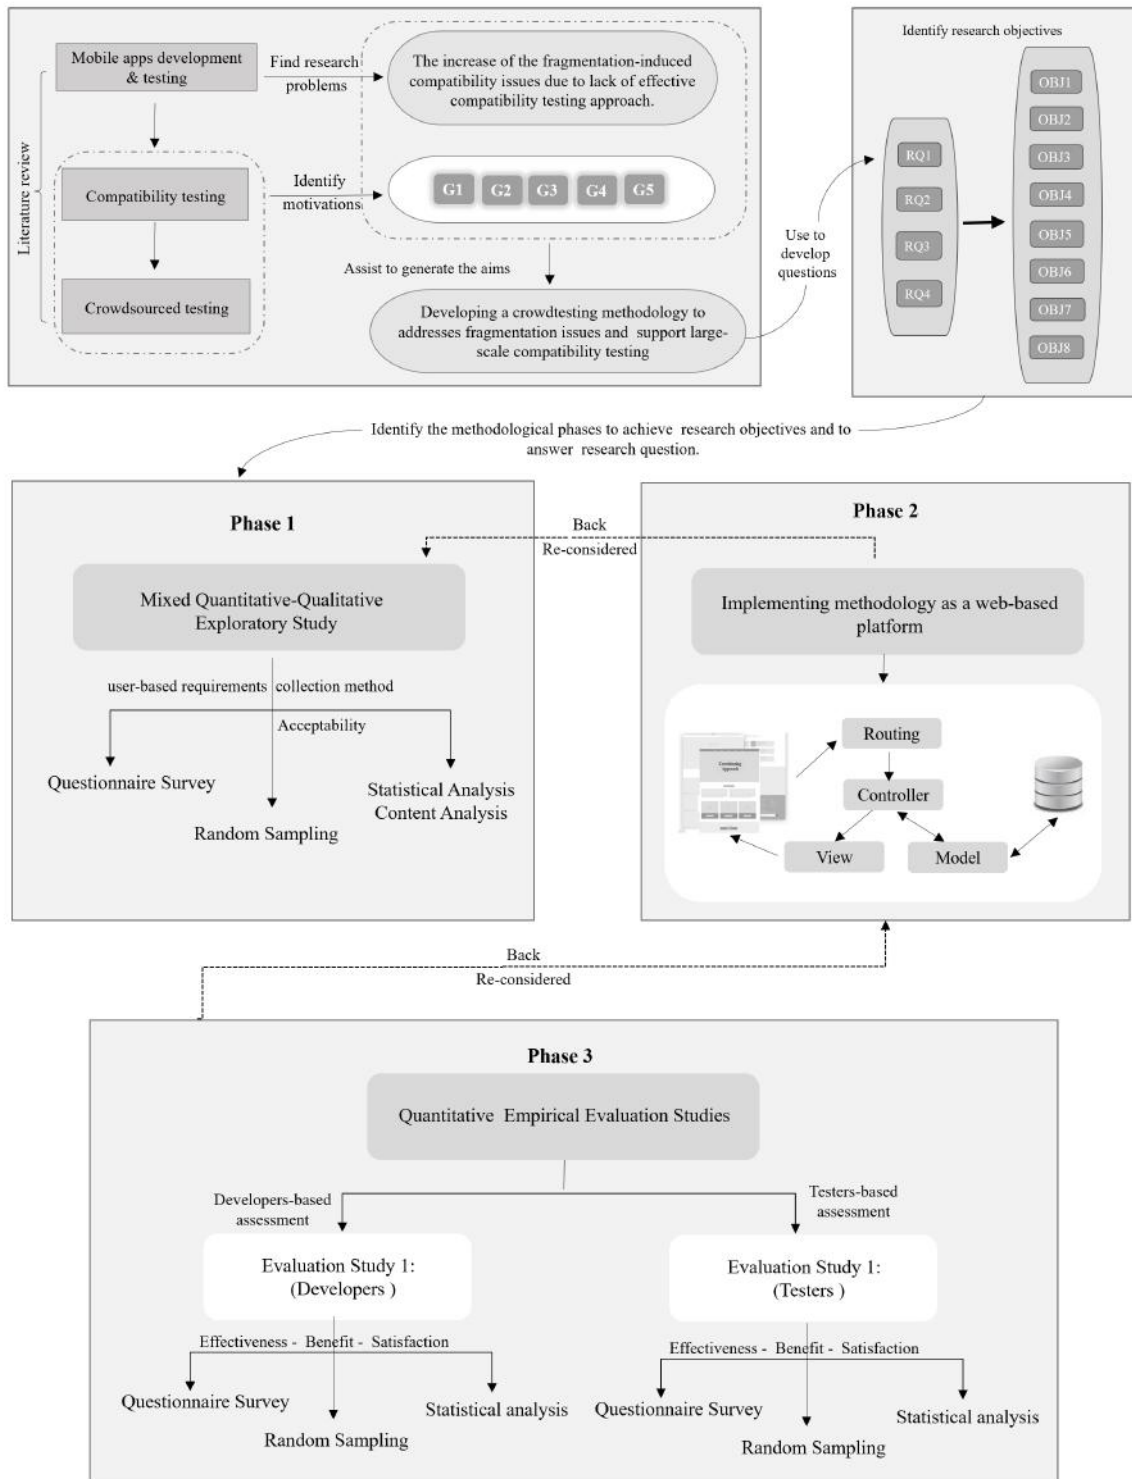 Literature review
Mobile apps development
& testing
Find research
problems
The increase of the fragmentation-induced
compatibility issues due to lack of effective
compatibility testing approach.
Compatibility testing
Identify
motivations
G1 G2 G3 G4 G5
Crowdsourced testing
Assist to generate the aims
Developing a crowdtesting methodology to
addresses fragmentation issues and support large-
scale compatibility testing
Use to
develop
questions
Identify research objectives
RQ1
RQ2
RQ3
RQ4
OBJ1
OBJ2
OBJ3
OBJ4
OBJ5
OBJ6
OBJ7
OBJ8
Identify the methodological phases to achieve research objectives and to
answer research question.
Phase 1
Mixed Quantitative-Qualitative
Exploratory Study
user-based requirements collection method
Acceptability
Questionnaire Survey
Random Sampling
Statistical Analysis
Content Analysis
Back
Re-considered
Phase 2
Implementing methodology as a web-based
platform
Routing
Controller
View
Model
Back
Re-considered
Phase 3
Quantitative Empirical Evaluation Studies
Developers-based
assessment
Testers-based
assessment
Evaluation Study 1:
(Developers )
Effectiveness - Benefit - Satisfaction
Questionnaire Survey
Random Sampling
Statistical analysis
Evaluation Study 1:
(Testers )
Effectiveness - Benefit - Satisfaction
Questionnaire Survey
Random Sampling
Statistical analysis